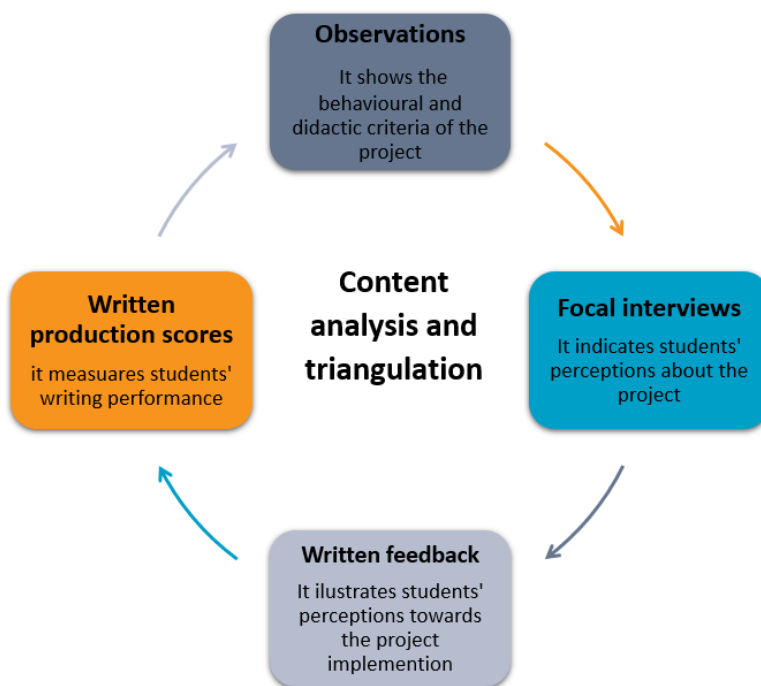 Observations
It shows the
behavioural and
didactic criteria of the
project
Focal interviews
It indicates students'
perceptions about the
project
Written feedback
It ilustrates students'
perceptions towards
the project
implemention
Written
production scores
it measuares students'
writing performance
Content
analysis and
triangulation